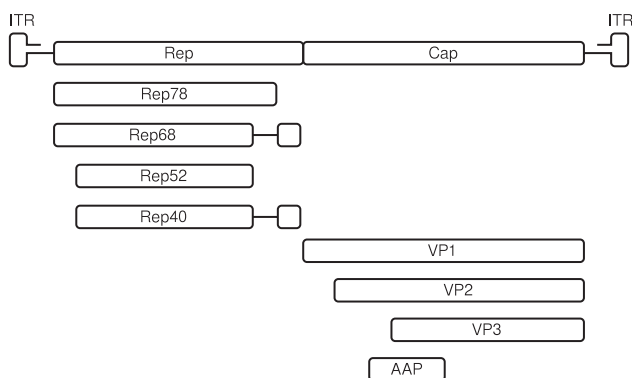 ITR ITR
Rep Cap
Rep78
Rep68
Rep52
Rep40
VP1
VP2
VP3
AAP